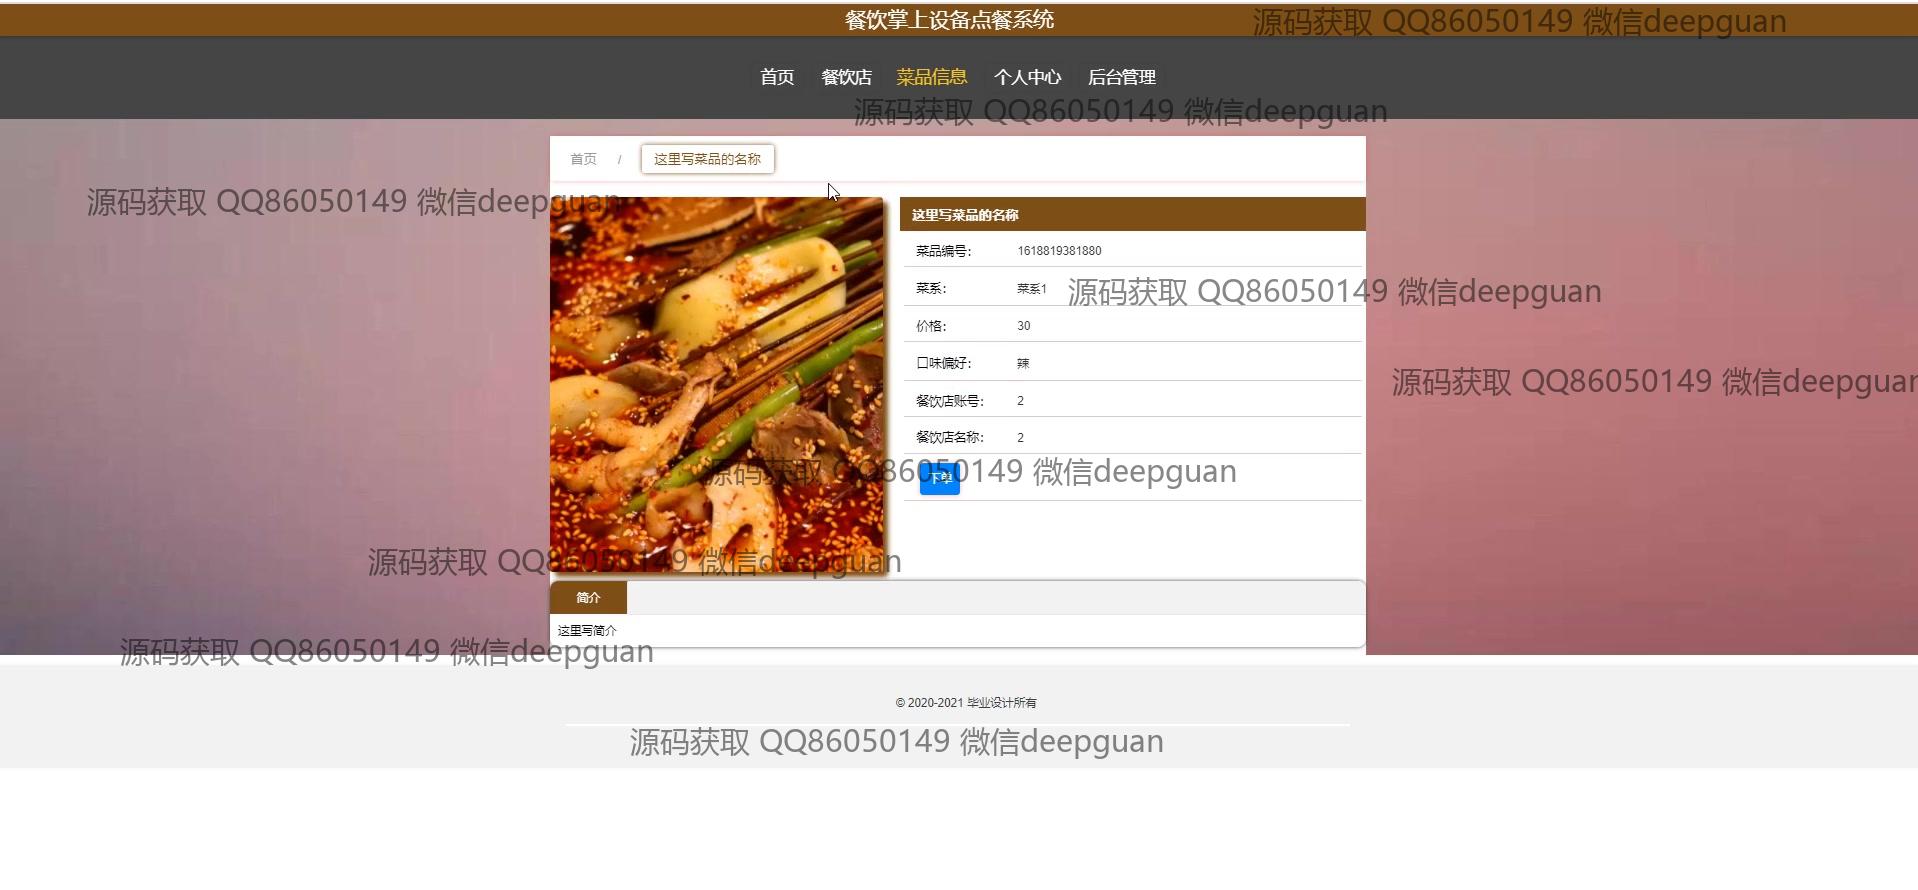 餐饮掌上设备点餐系统
源码获取 QQ86050149 微信deepguan
首页 餐饮店 菜品信息 个人中心 后台管理
源码获取 QQ86050149 微信deepguan
首页 / 这里写菜品的名称
源码获取 QQ86050149 微信deepguan
这里写菜品的名称
菜品编号: 1618819381880
菜系: 菜系1
源码获取 QQ86050149 微信deepguan
价格: 30
口味偏好: 辣
源码获取 QQ86050149 微信deepguan
餐饮店账号: 2
餐饮店名称: 2
下单
源码获取 QQ86050149 微信deepguan
源码获取 QQ86050149 微信deepguan
简介
这里写简介
源码获取 QQ86050149 微信deepguan
© 2020-2021 毕业设计所有
源码获取 QQ86050149 微信deepguan